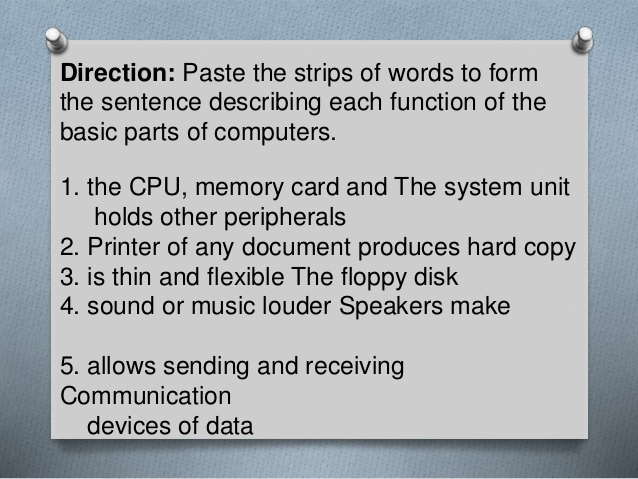 Direction: Paste the strips of words to form
the sentence describing each function of the
basic parts of computers.
1. the CPU, memory card and The system unit
holds other peripherals
2. Printer of any document produces hard copy
3. is thin and flexible The floppy disk
4. sound or music louder Speakers make
5. allows sending and receiving
Communication
devices of data